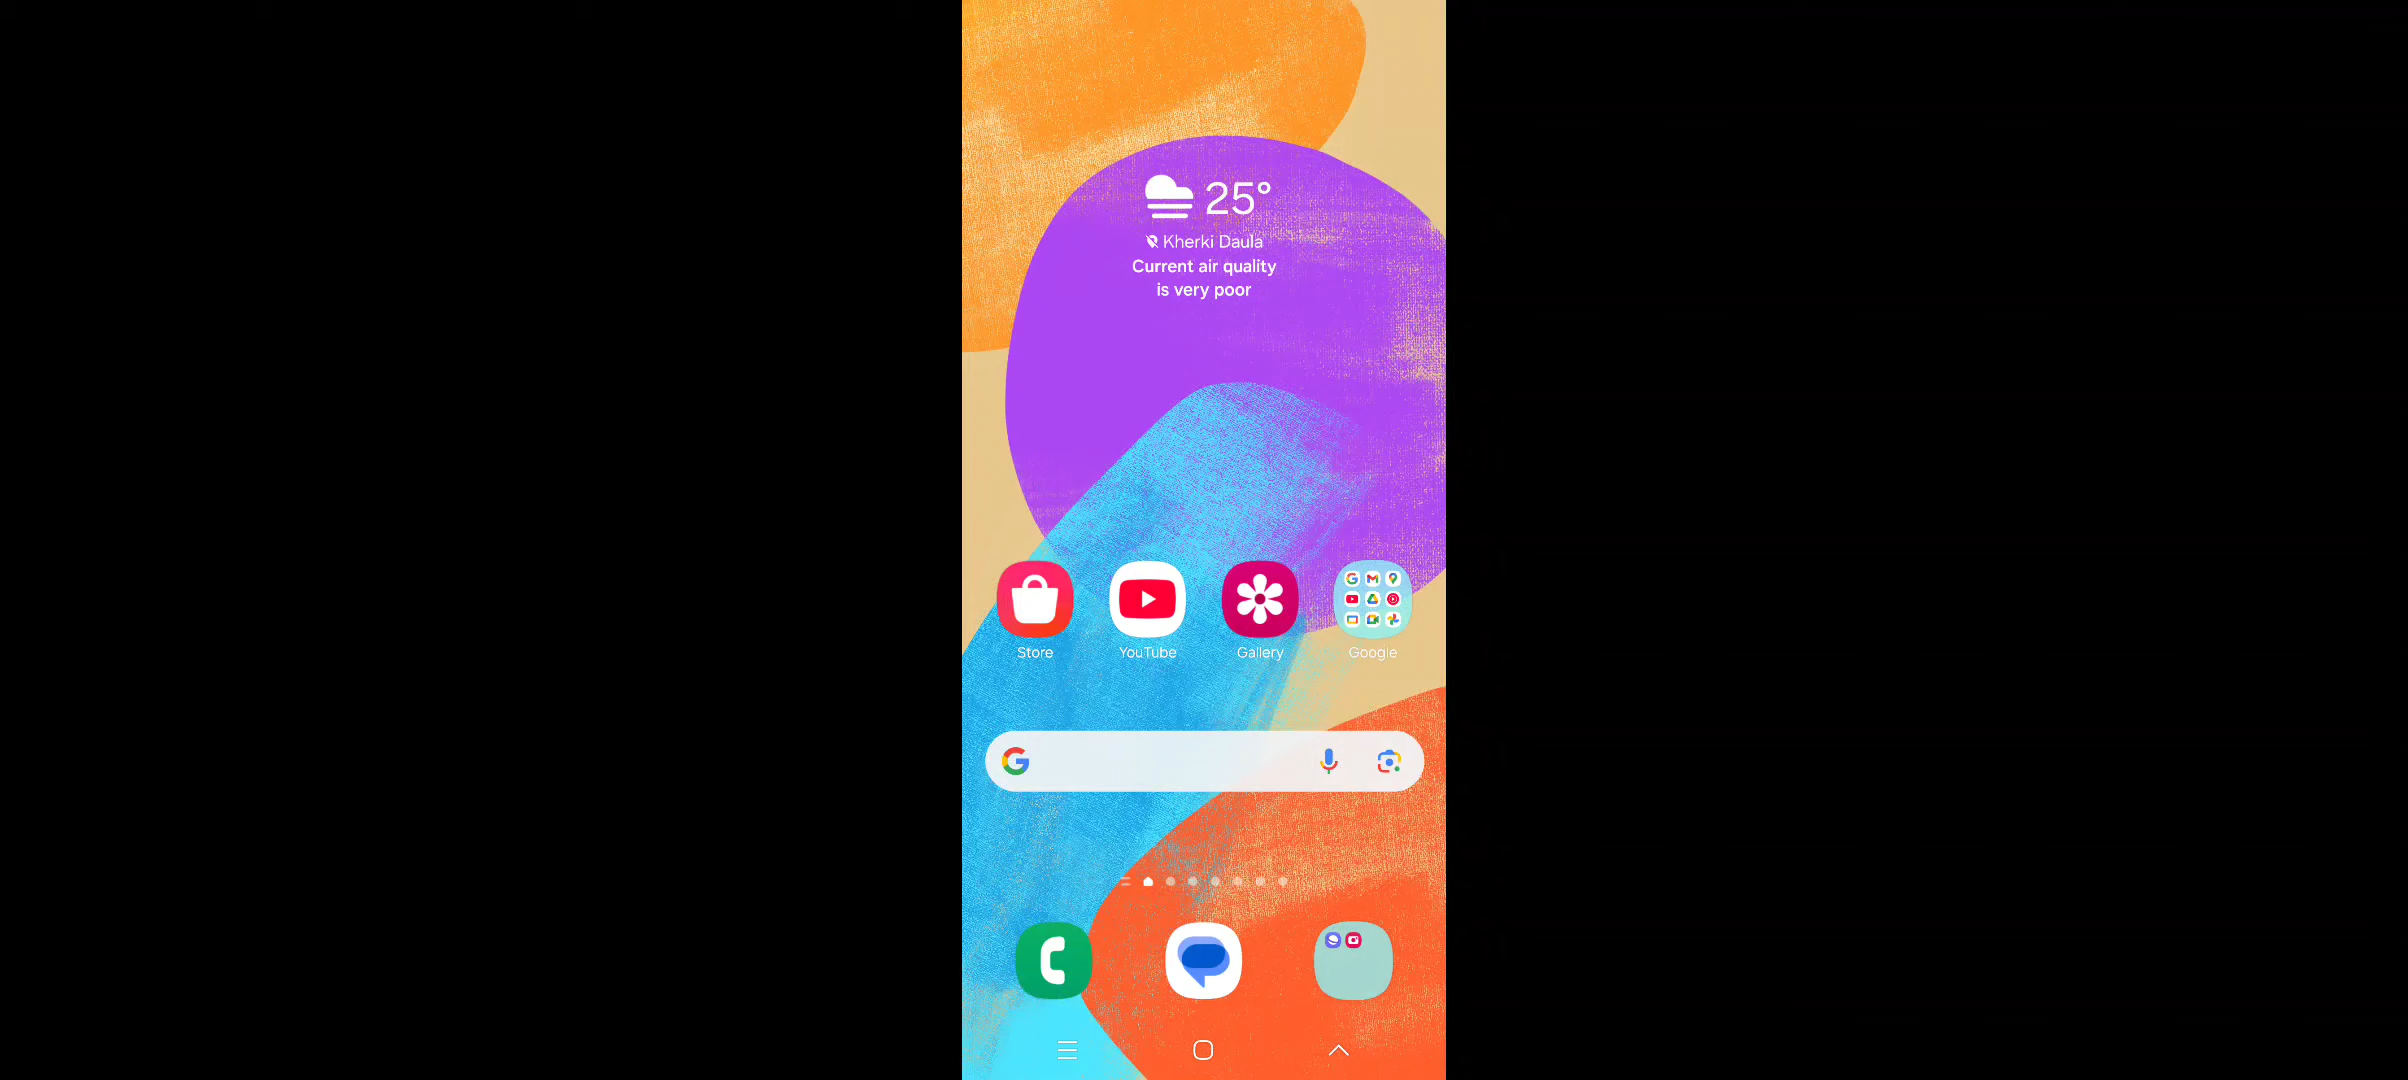 25°
Kherki Daula
Current air quality
is very poor
Store
YouTube
Gallery
Google